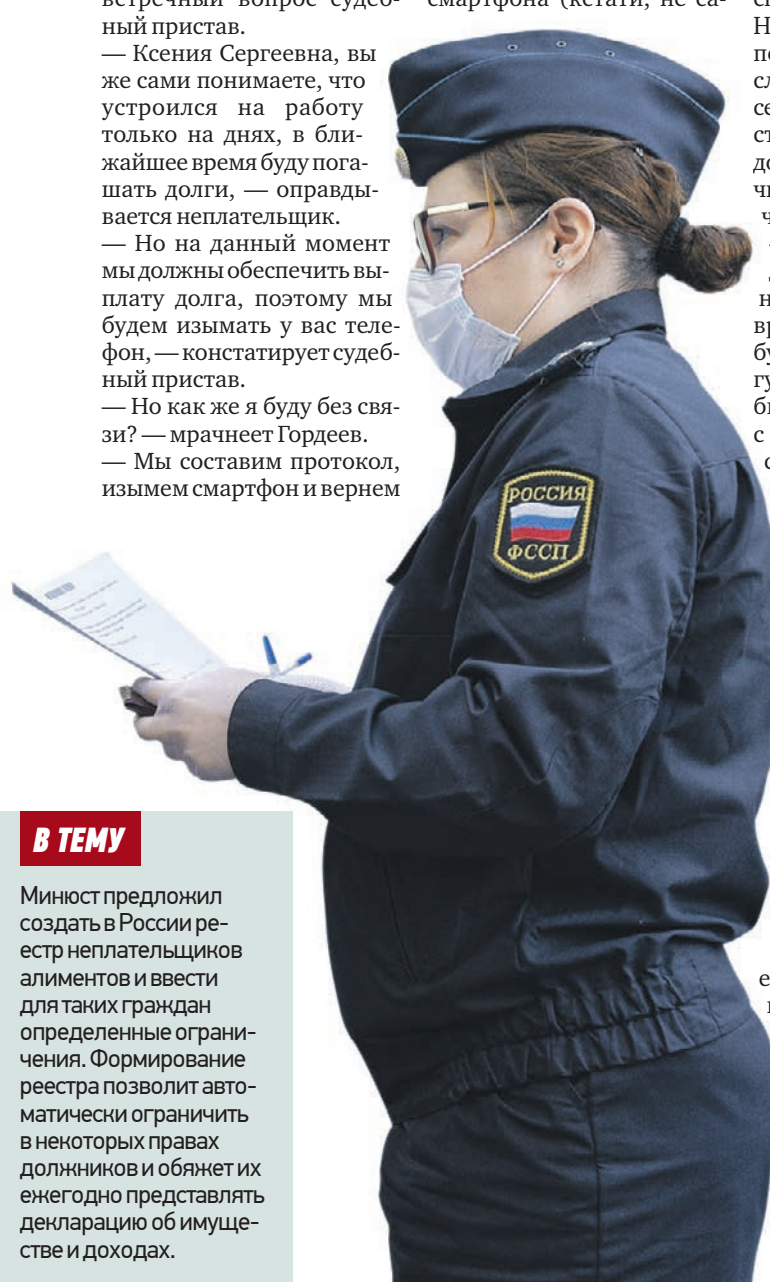 встречный вопрос судеб-
ный пристав.
— Ксения Сергеевна, вы
же сами понимаете, что
устроился на работу
только на днях, в бли-
жайшее время буду пога-
шать долги, — оправды-
вается неплательщик.
— Но на данный момент
мы должны обеспечить вы-
плату долга, поэтому мы
будем изымать у вас теле-
фон, — констатирует судеб-
ный пристав.
— Но как же я буду без свя-
зи? — мрачнеет Гордеев.
— Мы составим протокол,
изымем смартфон и вернем
смартфона (кстати, не са-
РОССИЯ
ФССП
В ТЕМУ
Минюст предложил
создать в России ре-
естр неплательщиков
алиментов и ввести
для таких граждан
определенные ограни-
чения. Формирование
реестра позволит авто-
матически ограничить
в некоторых правах
должников и обяжет их
ежегодно представлять
декларацию об имуще-
стве и доходах.